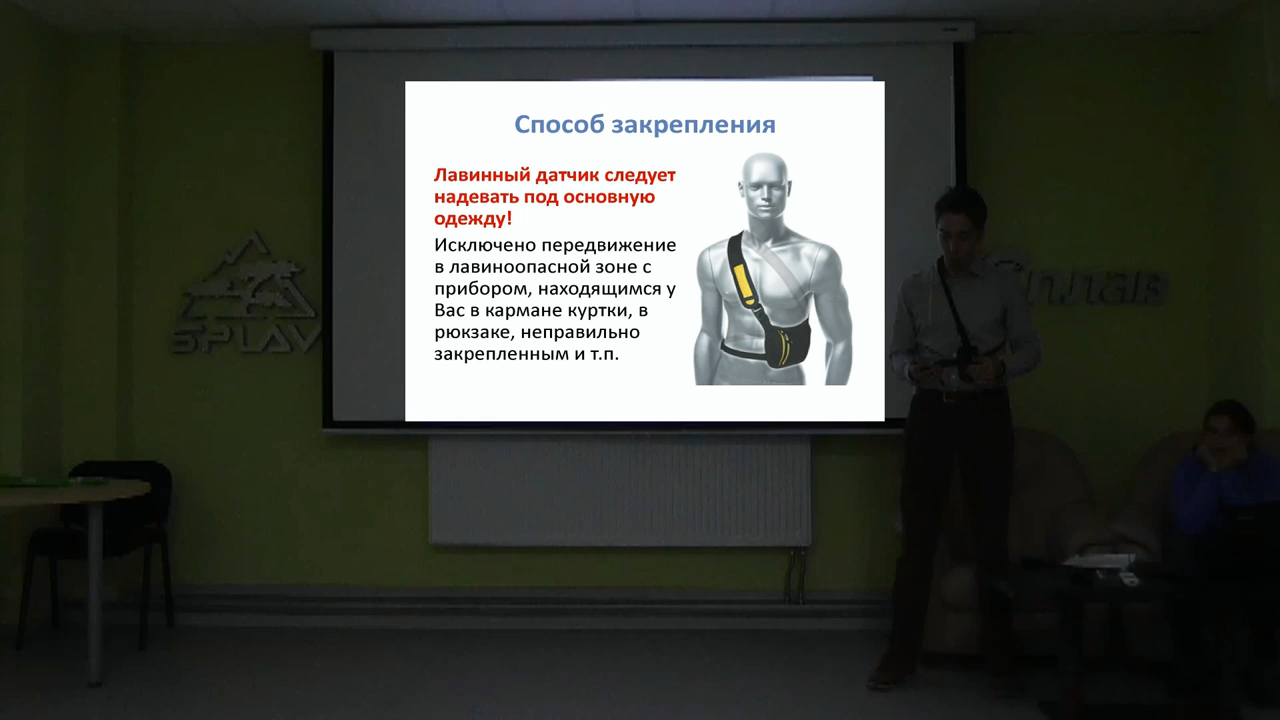 Способ закрепления
Лавинный датчик следует
надевать под основную
одежду!
Исключено передвижение
в лавиноопасной зоне с
прибором, находящимся у
Вас в кармане куртки, в
рюкзаке, неправильно
закрепленным и т.п.
SPLAV
Сплав